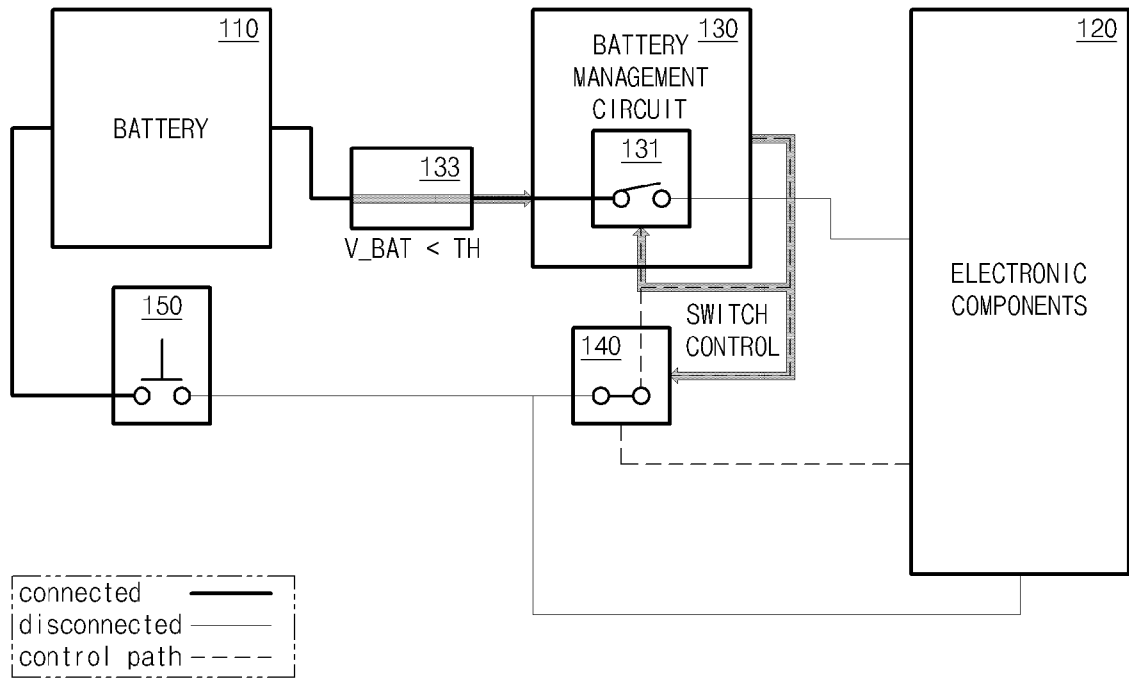 110
BATTERY
133
V_BAT < TH
130
BATTERY
MANAGEMENT
CIRCUIT
131
120
ELECTRONIC
COMPONENTS
150
140
SWITCH
CONTROL
connected
disconnected
control path